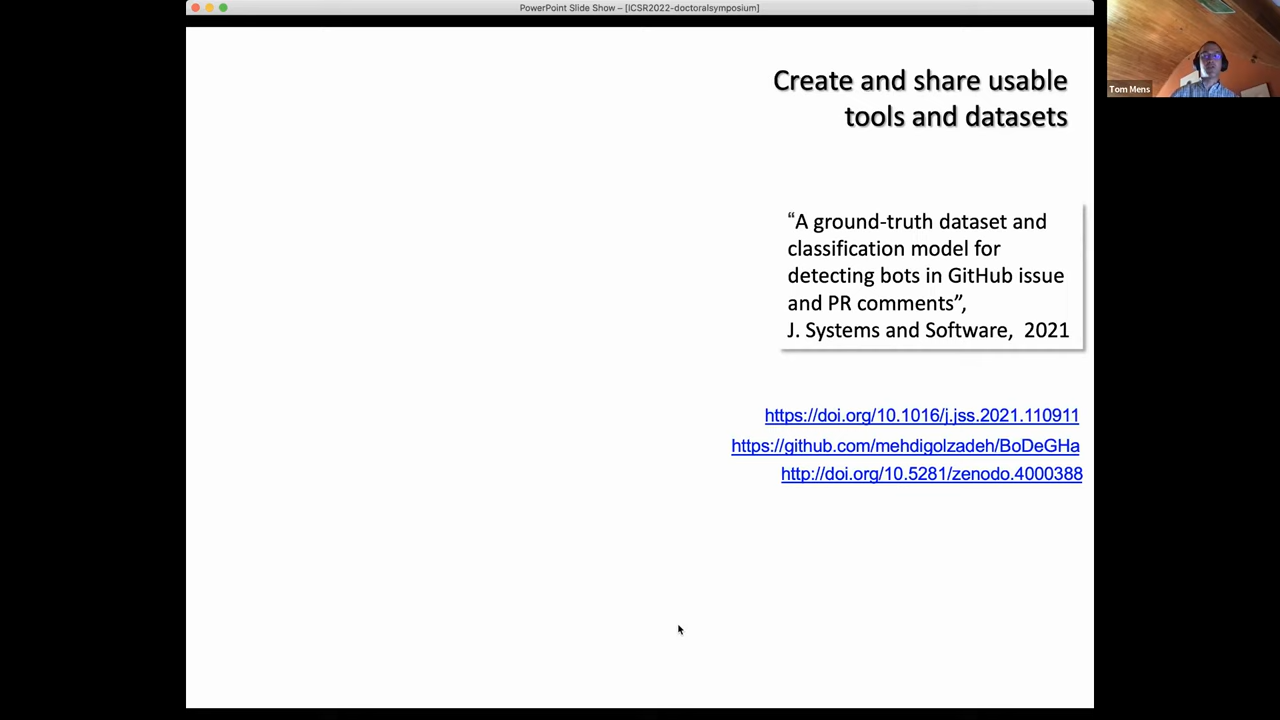 PowerPoint Slide Show – [ICSR2022-doctoralsymposium]
Tom Mens
Create and share usable
tools and datasets
“A ground-truth dataset and
classification model for
detecting bots in GitHub issue
and PR comments”,
J. Systems and Software, 2021
https://doi.org/10.1016/j.jss.2021.110911
https://github.com/mehdigolzadeh/BoDeGHa
http://doi.org/10.5281/zenodo.4000388